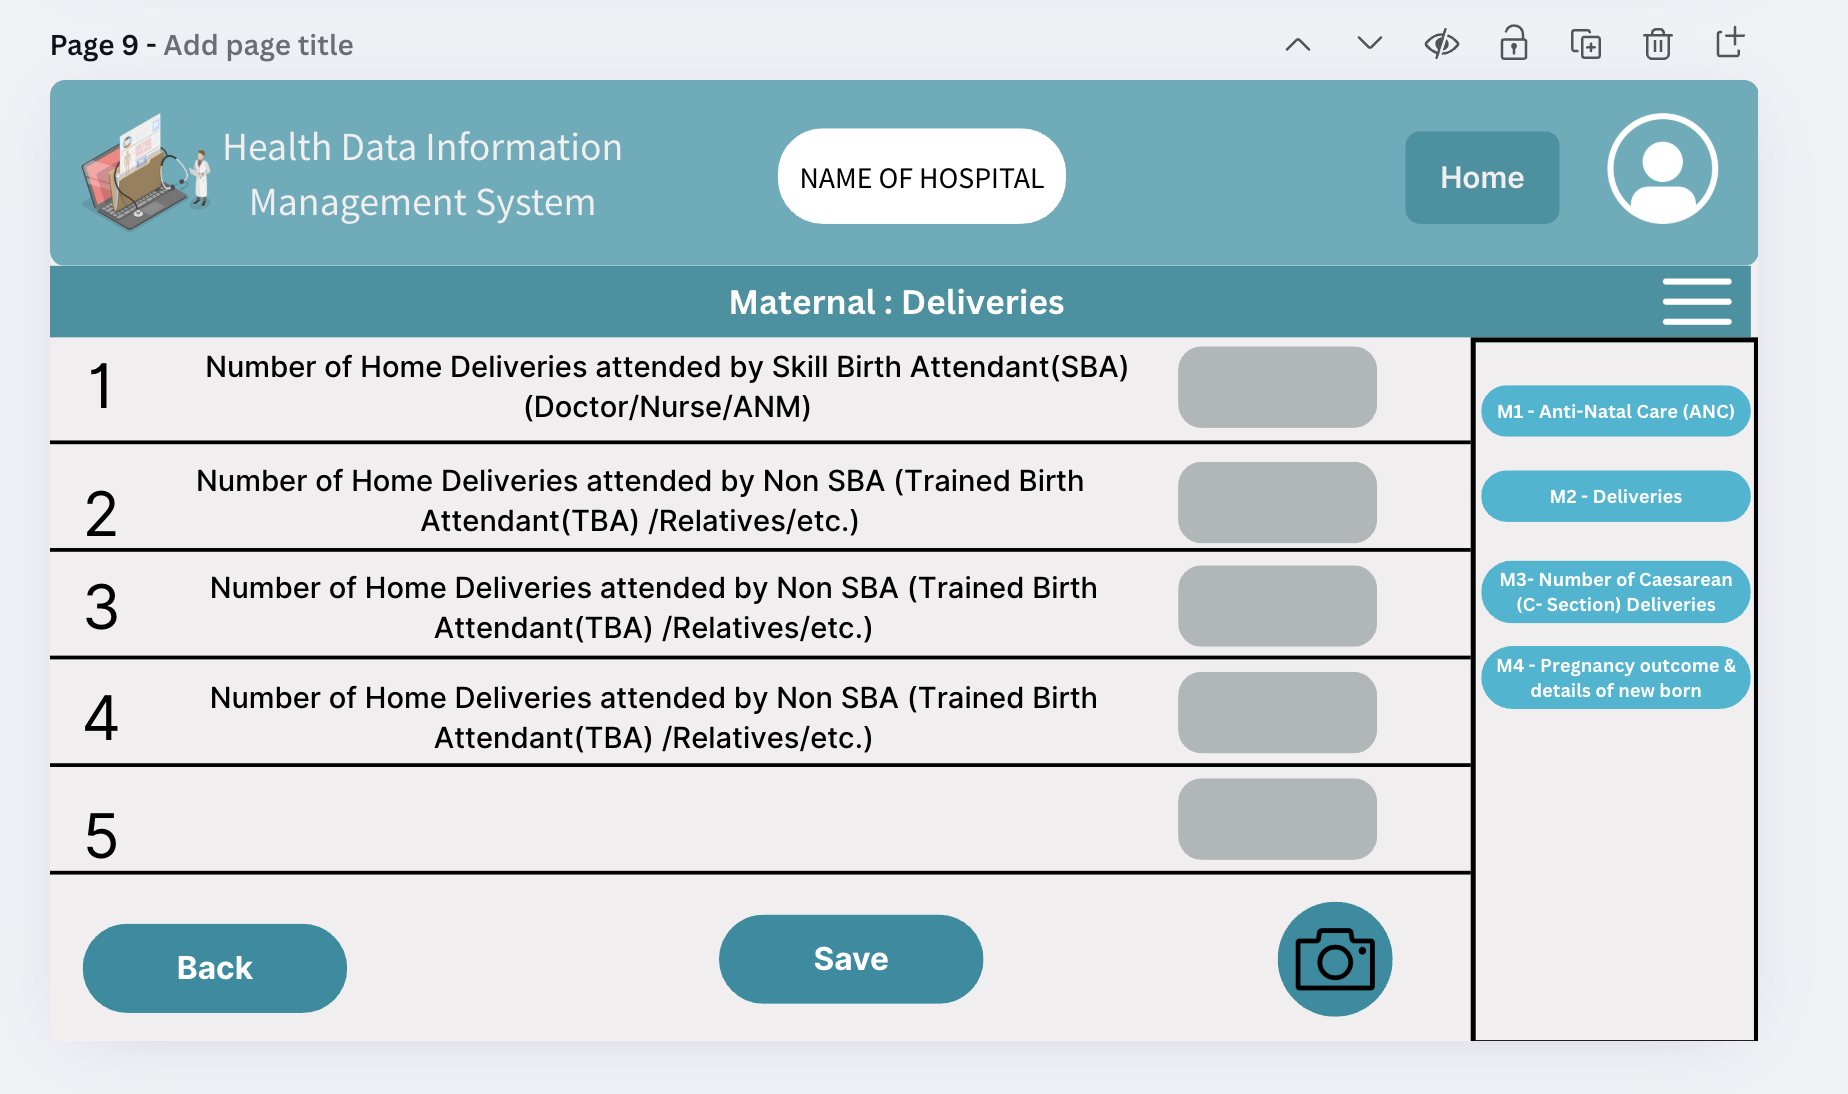 Page 9 - Add page title
Health Data Information
Management System
NAME OF HOSPITAL
Home
Maternal : Deliveries
1
Number of Home Deliveries attended by Skill Birth Attendant(SBA)
(Doctor/Nurse/ANM)
2
Number of Home Deliveries attended by Non SBA (Trained Birth
Attendant(TBA) /Relatives/etc.)
3
Number of Home Deliveries attended by Non SBA (Trained Birth
Attendant(TBA) /Relatives/etc.)
4
Number of Home Deliveries attended by Non SBA (Trained Birth
Attendant(TBA) /Relatives/etc.)
5
M1 - Anti-Natal Care (ANC)
M2 - Deliveries
M3- Number of Caesarean
(C- Section) Deliveries
M4 - Pregnancy outcome &
details of new born
Back
Save